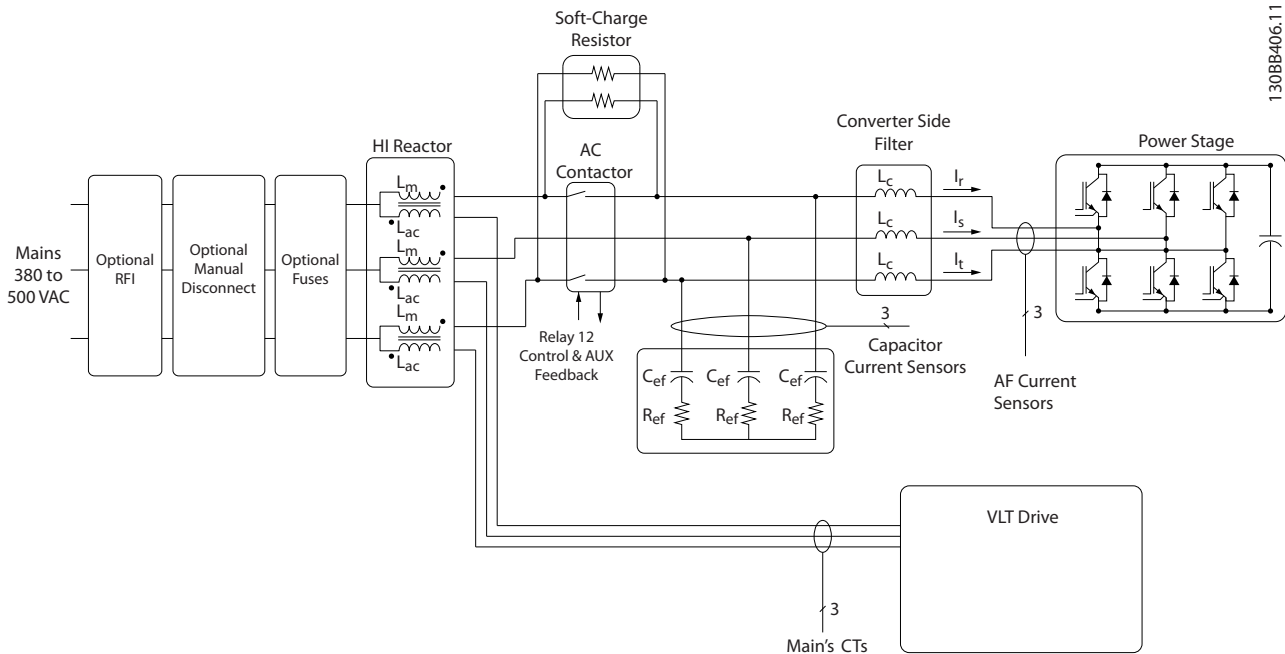 130BB406.11
Soft-Charge
Resistor
Converter Side
Filter
Power Stage
HI Reactor
AC
Contactor
Lm
Lac
Lm
Lac
Lm
Lac
Lc
Lc
Lc
Ir
Is
It
Mains
380 to
500 VAC
Optional
RFI
Optional
Manual
Disconnect
Optional
Fuses
Relay 12
Control & AUX
Feedback
3
Capacitor
Current Sensors
3
AF Current
Sensors
Cef
Cef
Cef
Ref
Ref
Ref
VLT Drive
3
Main's CTs